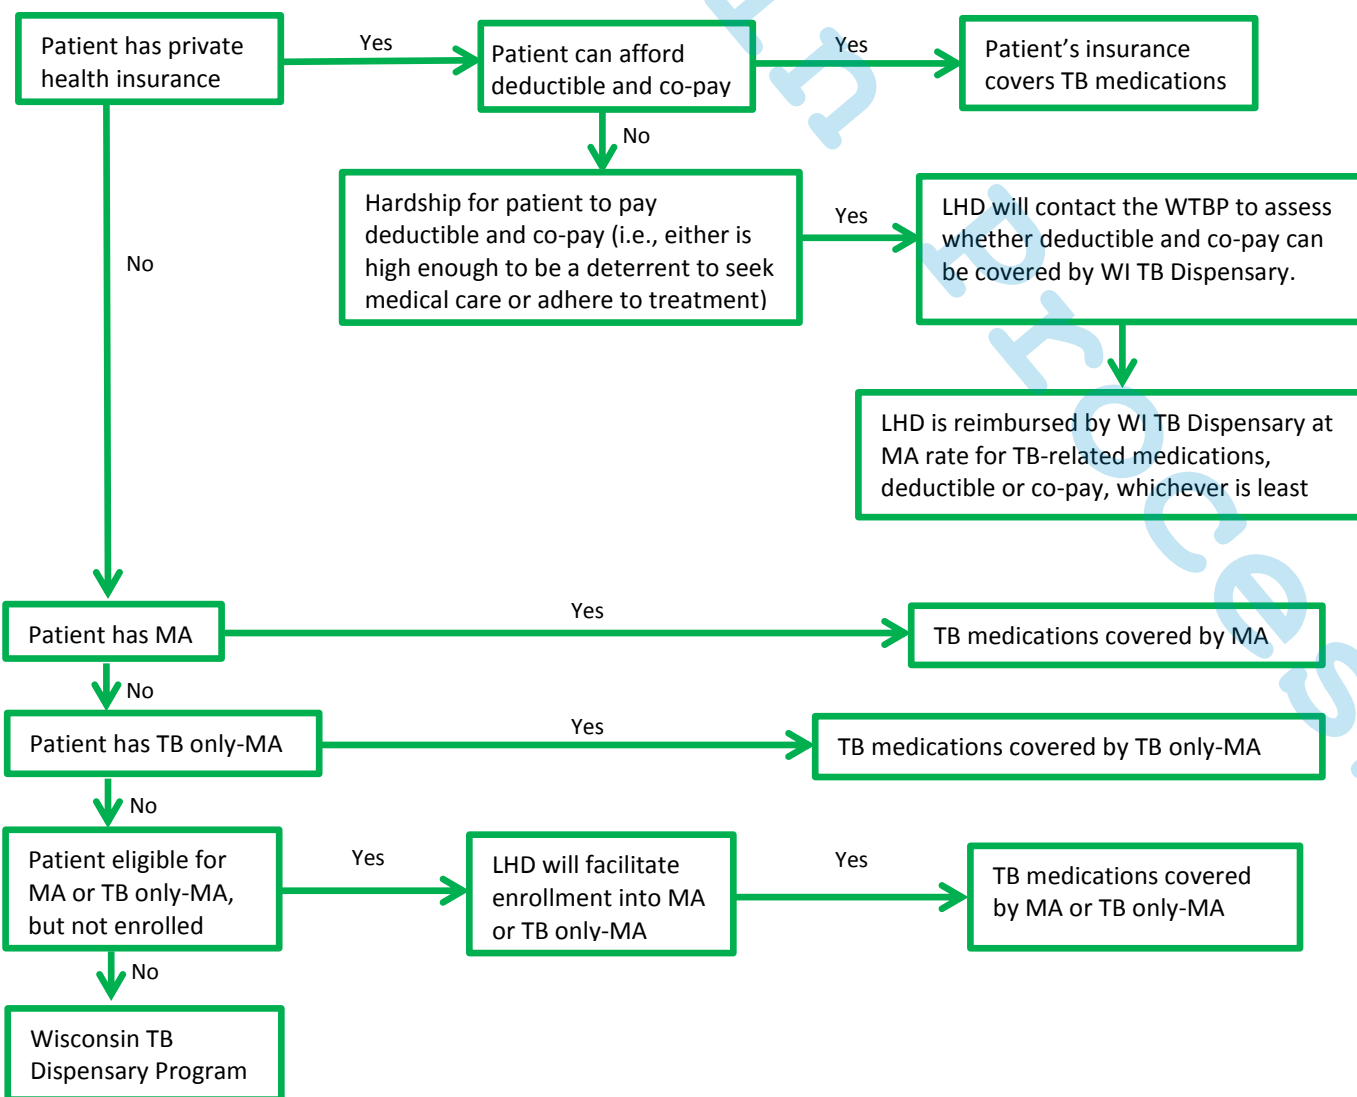 Patient has private
health insurance
Yes
Patient can afford
deductible and co-pay
Yes
Patient's insurance
covers TB medications
No
Hardship for patient to pay
deductible and co-pay (i.e., either is
high enough to be a deterrent to seek
medical care or adhere to treatment)
Yes
LHD will contact the WTBP to assess
whether deductible and co-pay can
be covered by WI TB Dispensary.
No
LHD is reimbursed by WI TB Dispensary at
MA rate for TB-related medications,
deductible or co-pay, whichever is least
Patient has MA
Yes
TB medications covered by MA
No
Patient has TB only-MA
Yes
TB medications covered by TB only-MA
No
Patient eligible for
MA or TB only-MA,
but not enrolled
Yes
LHD will facilitate
enrollment into MA
or TB only-MA
Yes
TB medications covered
by MA or TB only-MA
No
Wisconsin TB
Dispensary Program
In Proces